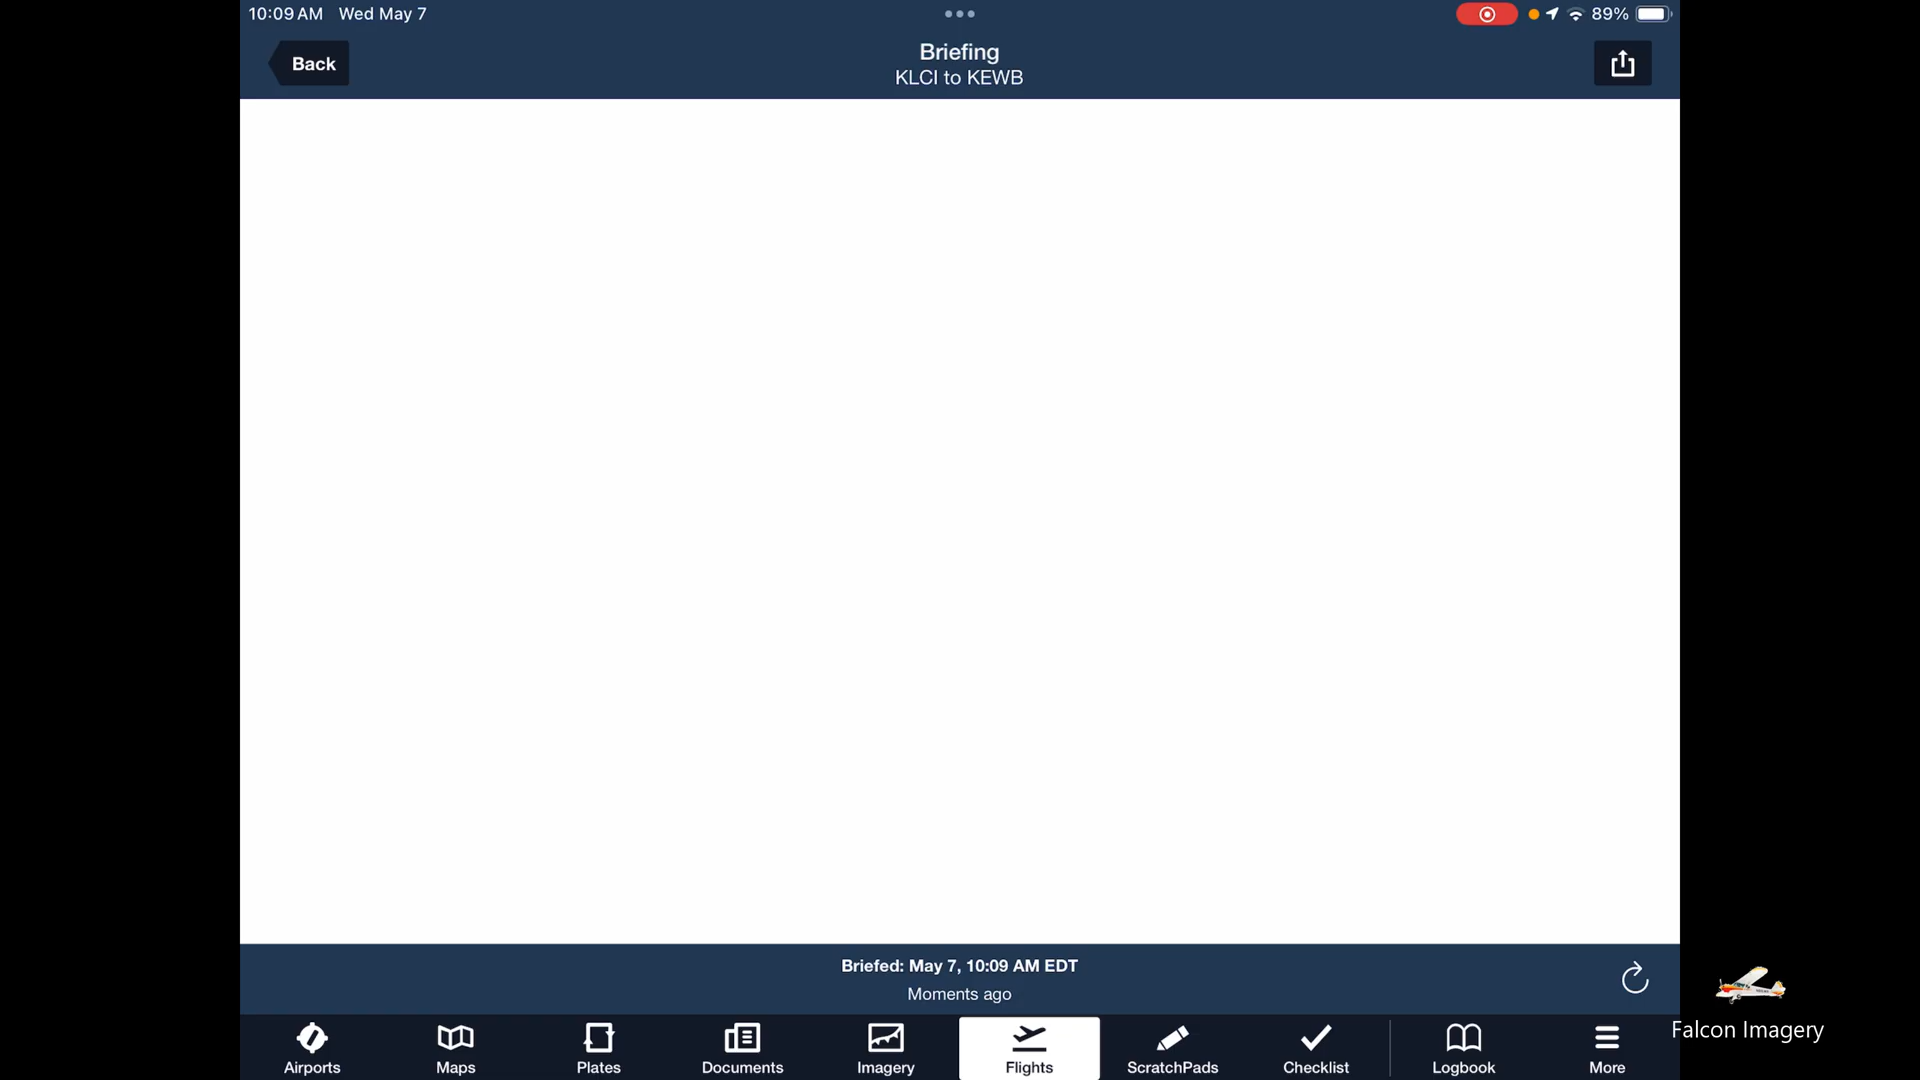 10:09 AM Wed May 7
89%
Back
Briefing
KLCI to KEWB
Briefed: May 7, 10:09 AM EDT
Moments ago
Airports
Maps
Plates
Documents
Imagery
Flights
ScratchPads
Checklist
Logbook
More
Falcon Imagery